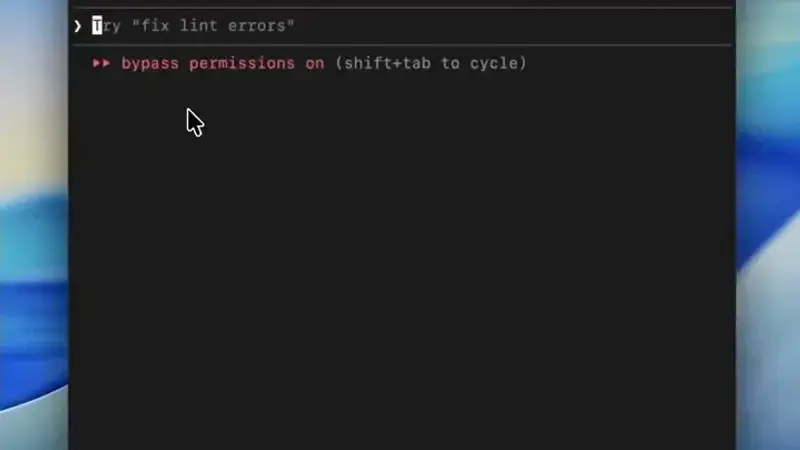 ❯ Try "fix lint errors"
▸▸ bypass permissions on (shift+tab to cycle)